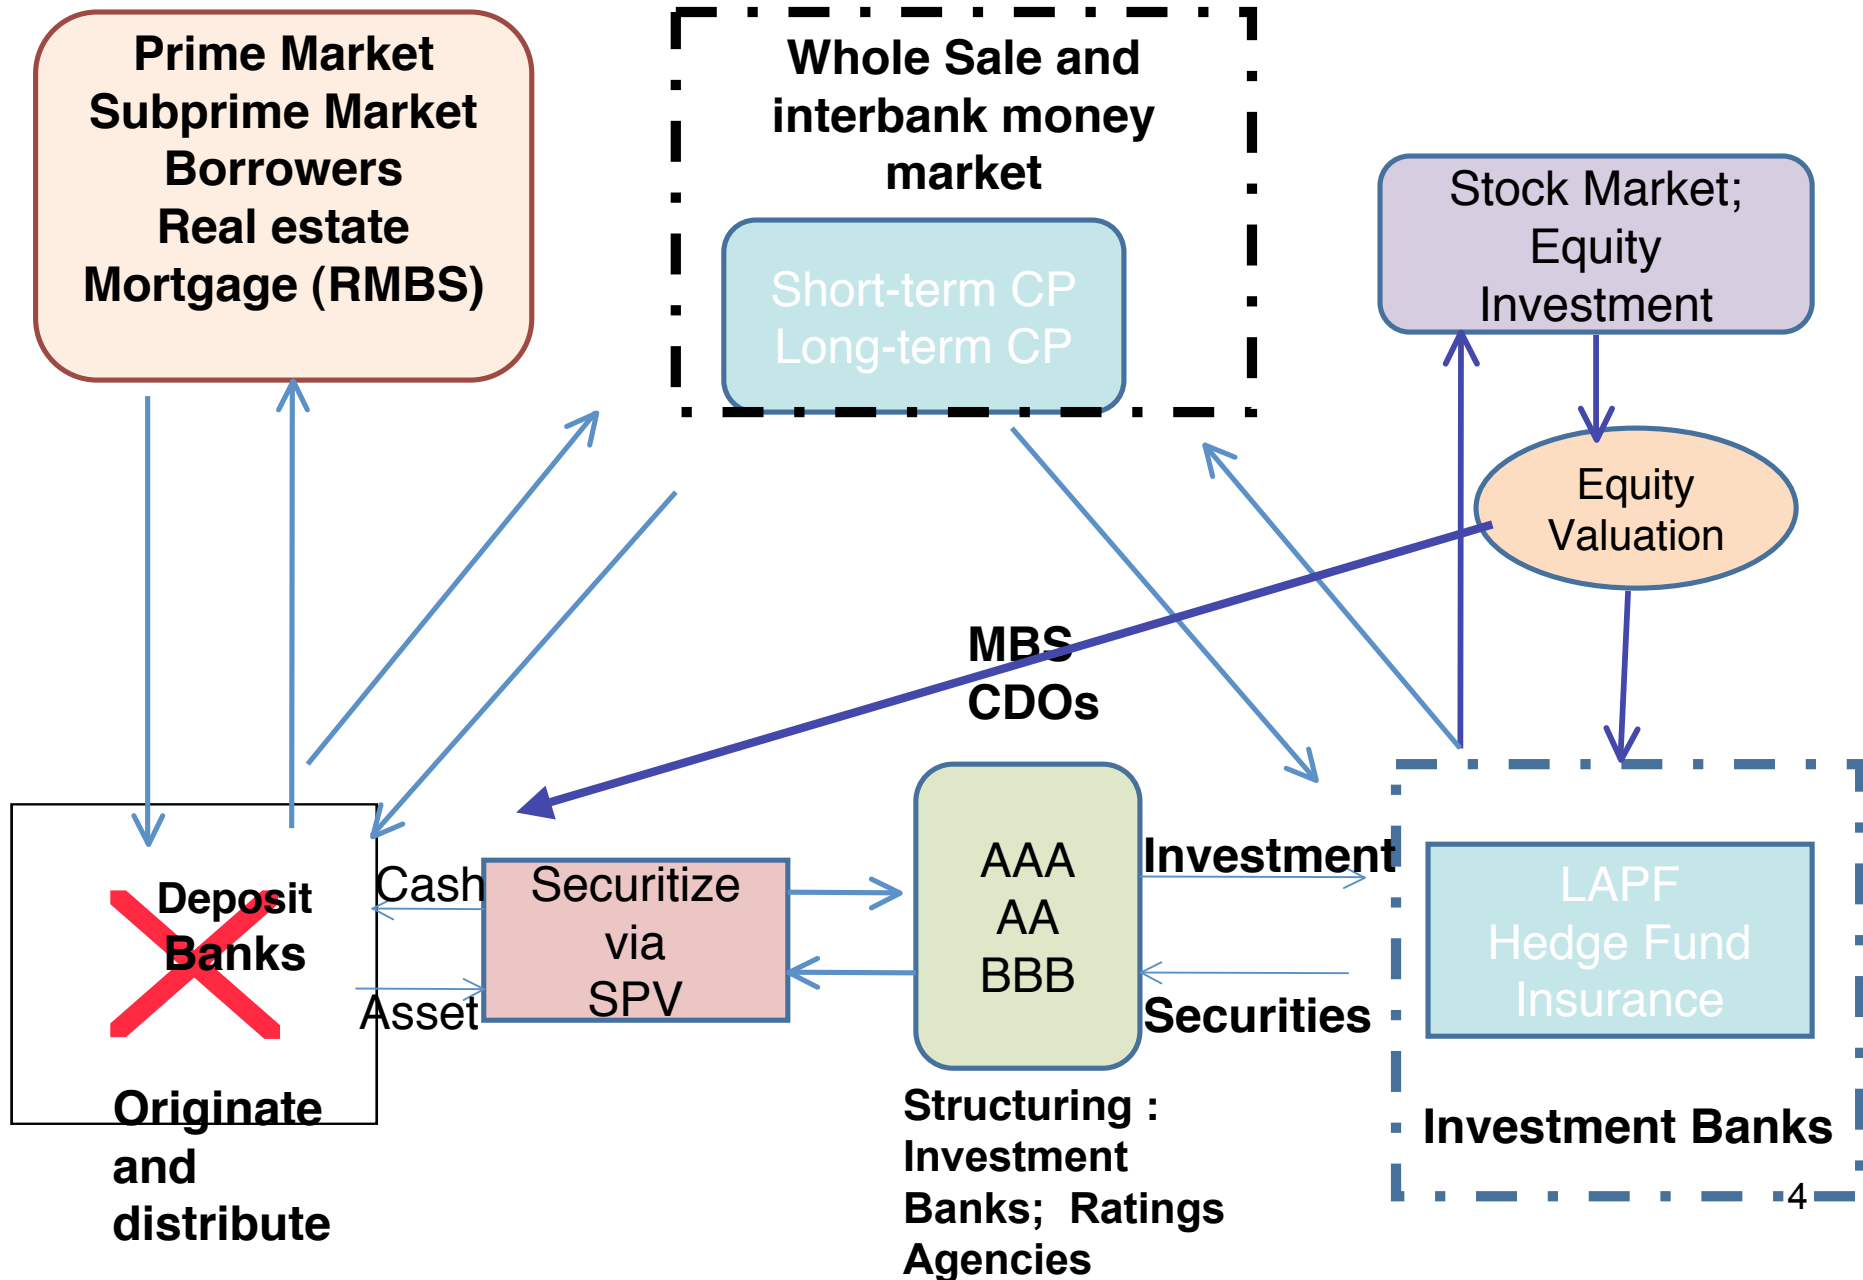 Prime Market
Subprime Market
Borrowers
Real estate
Mortgage (RMBS)
Whole Sale and
interbank money
market
Short-term CP
Long-term CP
Stock Market;
Equity
Investment
Equity
Valuation
MBS
CDOs
Deposit
Banks
Originate
and
distribute
Cash
Asset
Securitize
via
SPV
AAA
AA
BBB
Structuring :
Investment
Banks; Ratings
Agencies
Investment
Securities
LAPF
Hedge Fund
Insurance
Investment Banks
4